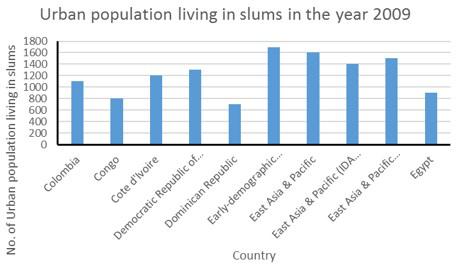 Urban population living in slums in the year 2009
No. of Urban population living in slums
1800
1600
1400
1200
1000
800
600
400
200
0
Colombia
Congo
Cote d'Ivoire
Democratic Republic of...
Dominican Republic
Early-demographic...
East Asia & Pacific
East Asia & Pacific (IDA...
East Asia & Pacific...
Egypt
Country